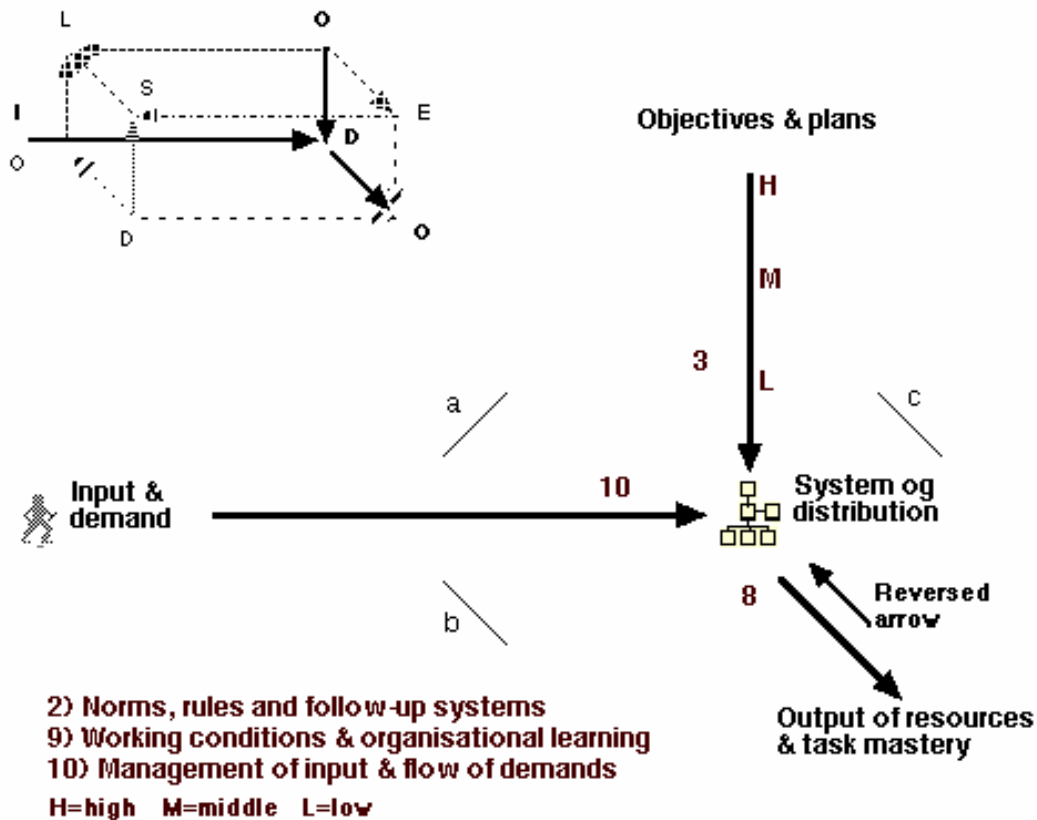 L O
S
I E
D
O
D O
Objectives & plans
H
M
3
L
a c
10
Input &
demand
System og
distribution
8
Reversed
arrow
b
2) Norms, rules and follow-up systems
9) Working conditions & organisational learning
10) Management of input & flow of demands
H=high M=middle L=low
Output of resources
& task mastery